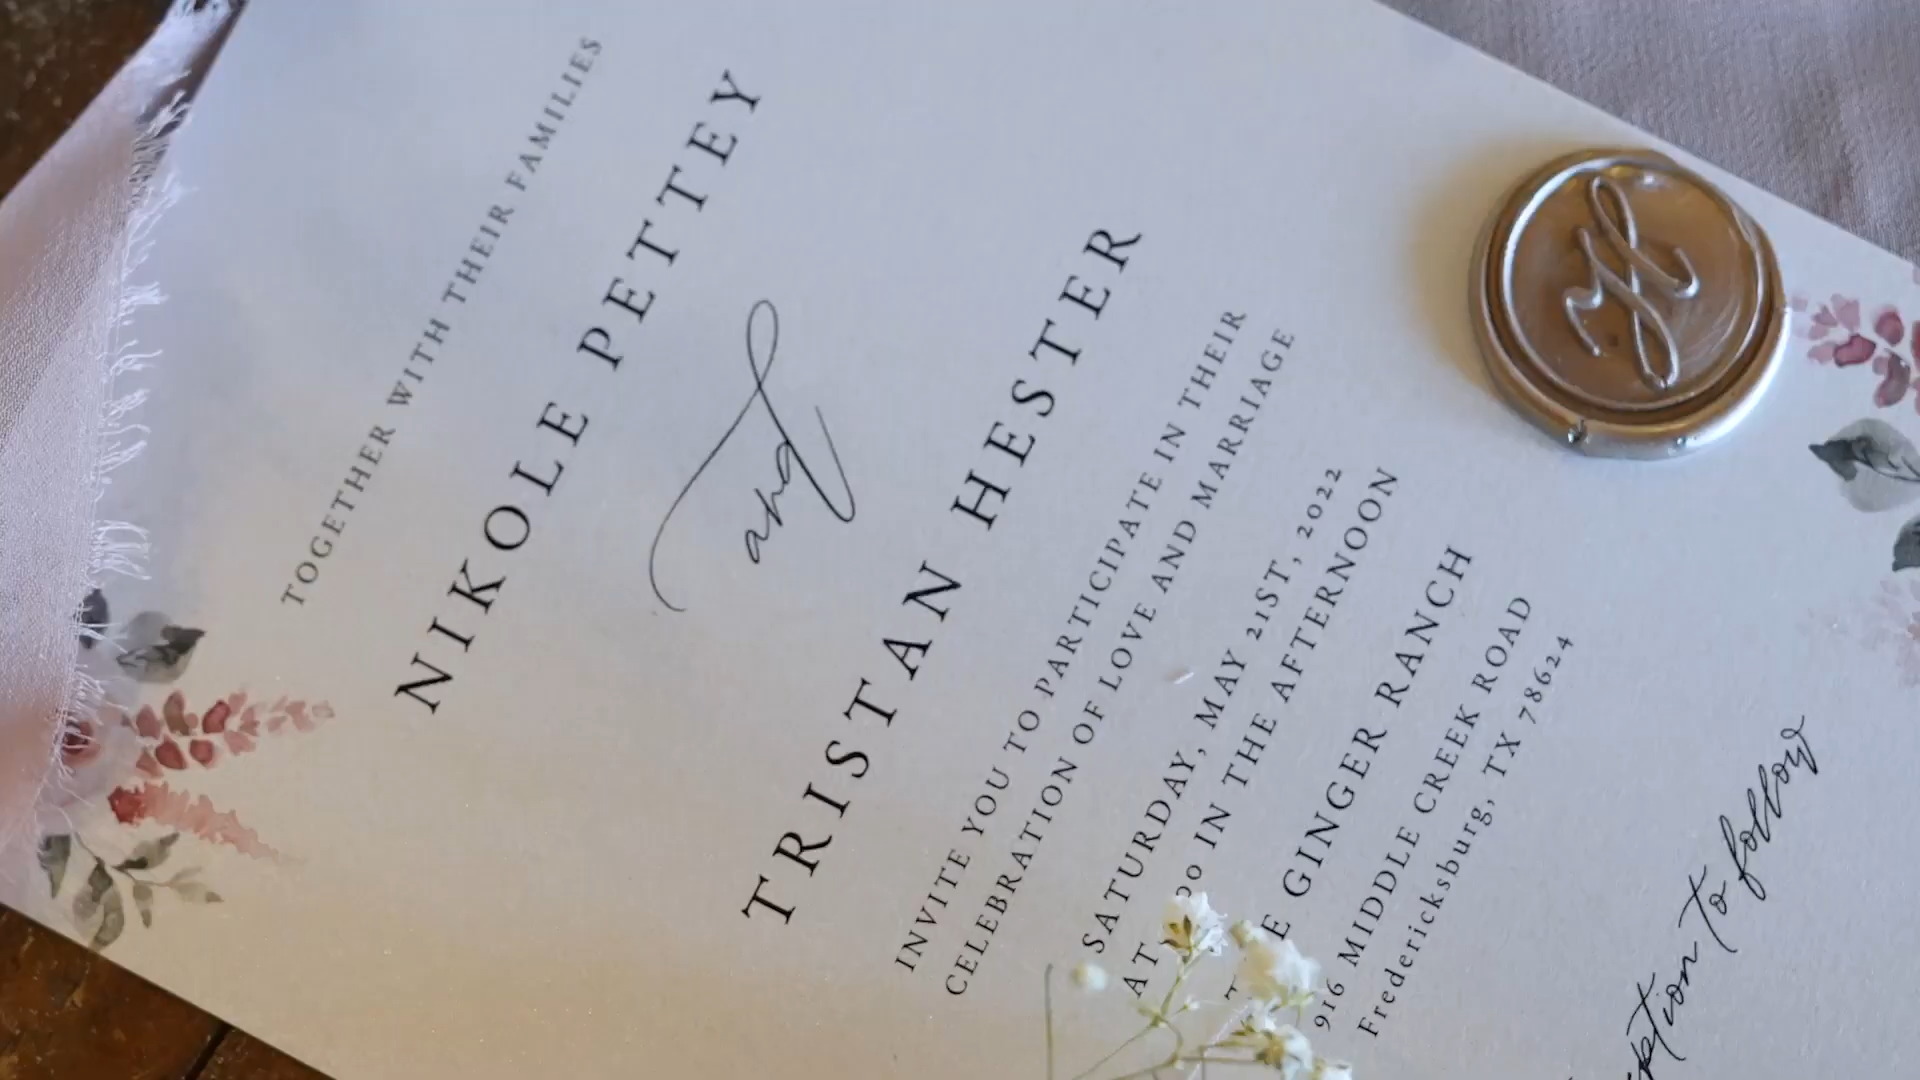 TOGETHER WITH THEIR FAMILIES
NIKOLE PETTEY
and
TRISTAN HESTER
INVITE YOU TO PARTICIPATE IN THEIR
CELEBRATION OF LOVE AND MARRIAGE
SATURDAY, MAY 21ST, 2022
AT IN THE AFTERNOON
GINGER RANCH
916 MIDDLE CREEK ROAD
Fredericksburg, TX 78624
to follow
H